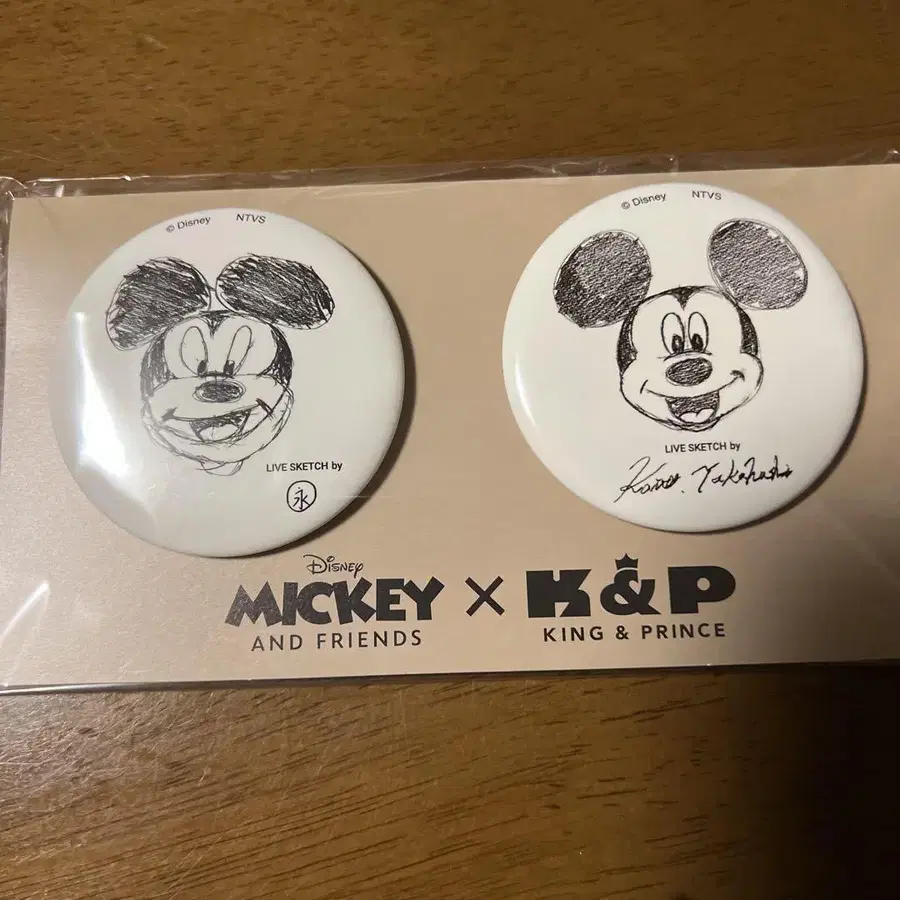 © Disney NTVS
LIVE SKETCH by
永
© Disney NTVS
LIVE SKETCH by
Kaito. Takahashi
Disney
MICKEY
AND FRIENDS
×
K&P
KING & PRINCE